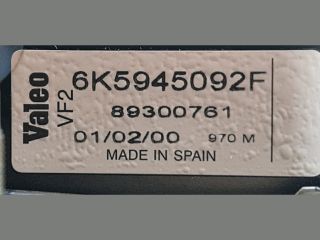 Valeo
VF2
6K5945092F
89300761
01/02/00 970 M
MADE IN SPAIN